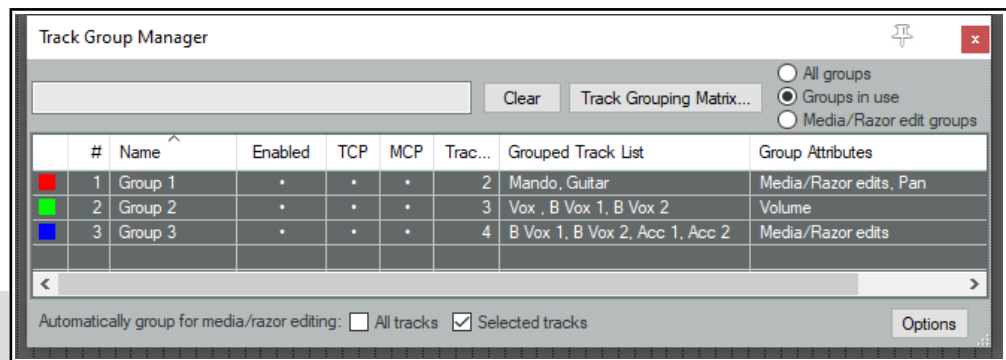 Track Group Manager
x
All groups
Clear Track Grouping Matrix... Groups in use
Media/Razor edit groups
# Name Enabled TCP MCP Trac... Grouped Track List Group Attributes
1 Group 1 • • • 2 Mando, Guitar Media/Razor edits, Pan
2 Group 2 • • • 3 Vox , B Vox 1, B Vox 2 Volume
3 Group 3 • • • 4 B Vox 1, B Vox 2, Acc 1, Acc 2 Media/Razor edits
Automatically group for media/razor editing: All tracks Selected tracks Options